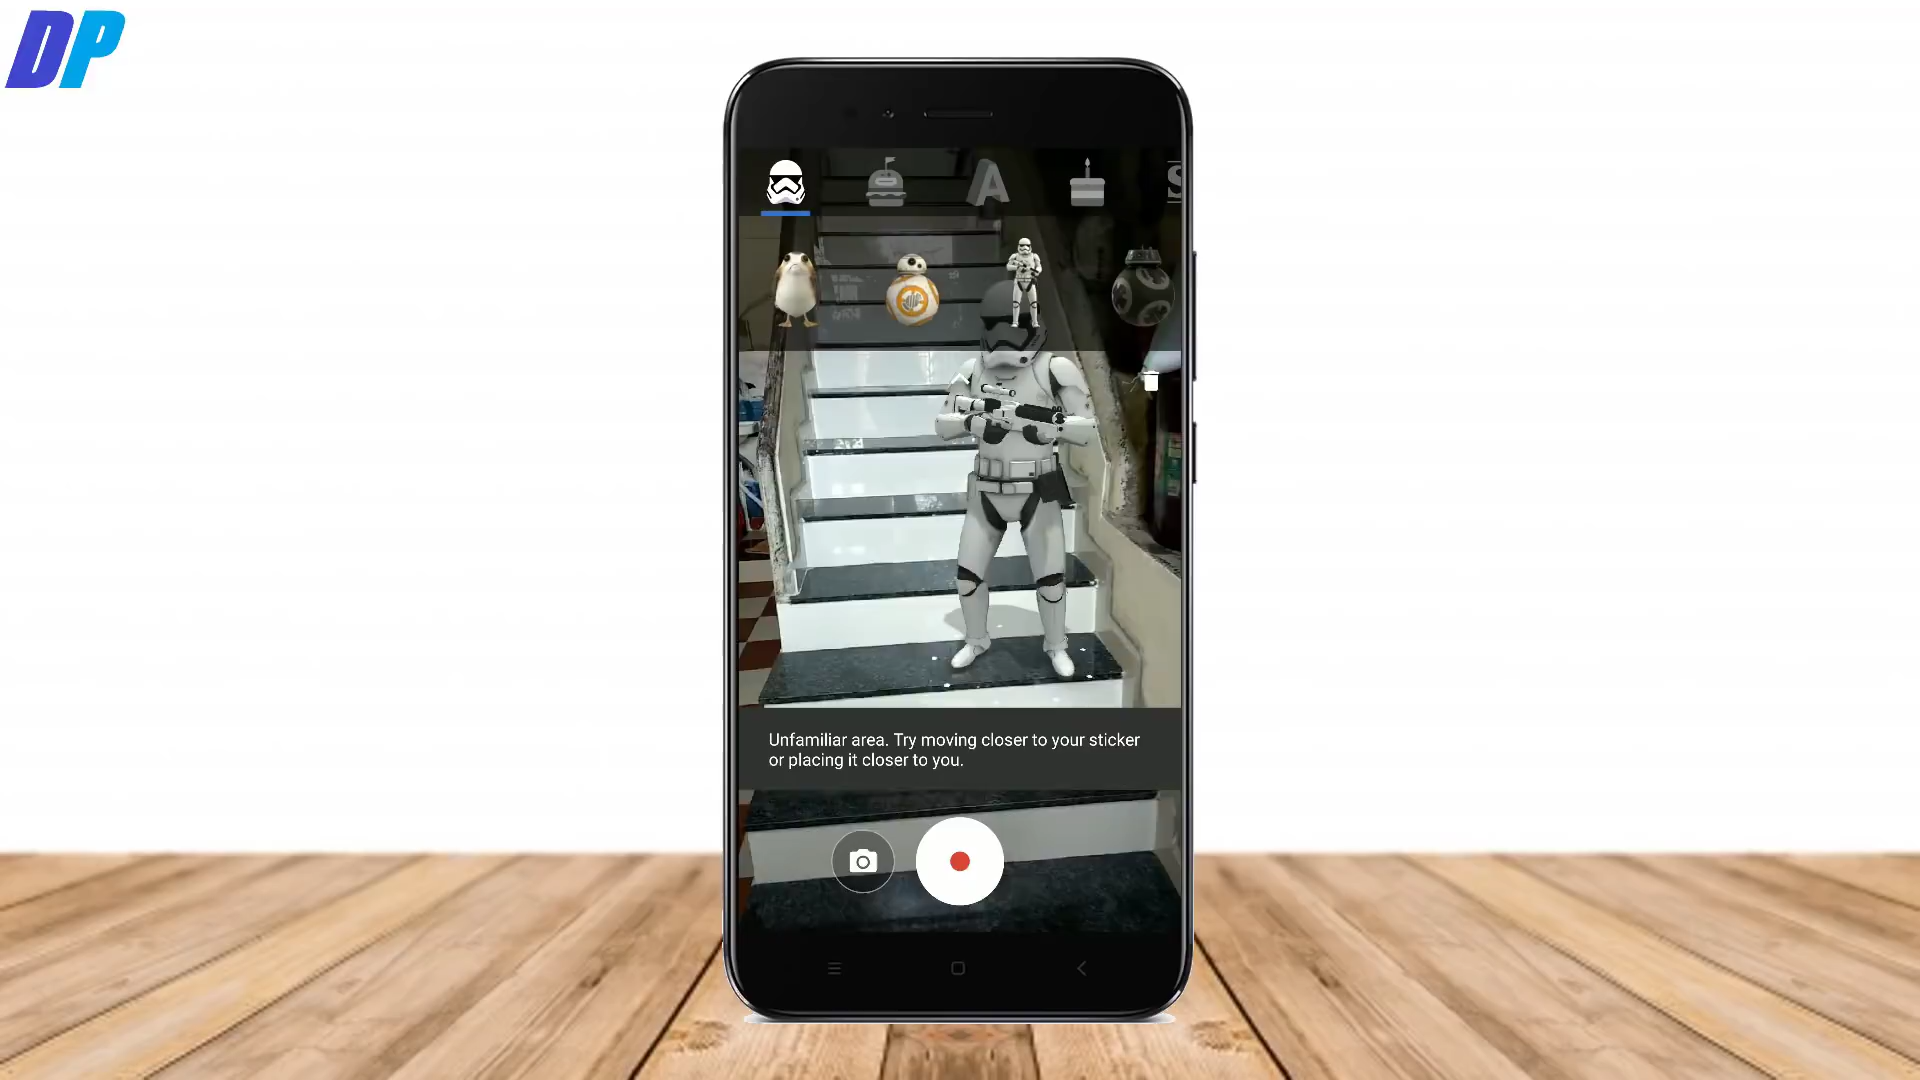 DP
A
S
Unfamiliar area. Try moving closer to your sticker
or placing it closer to you.